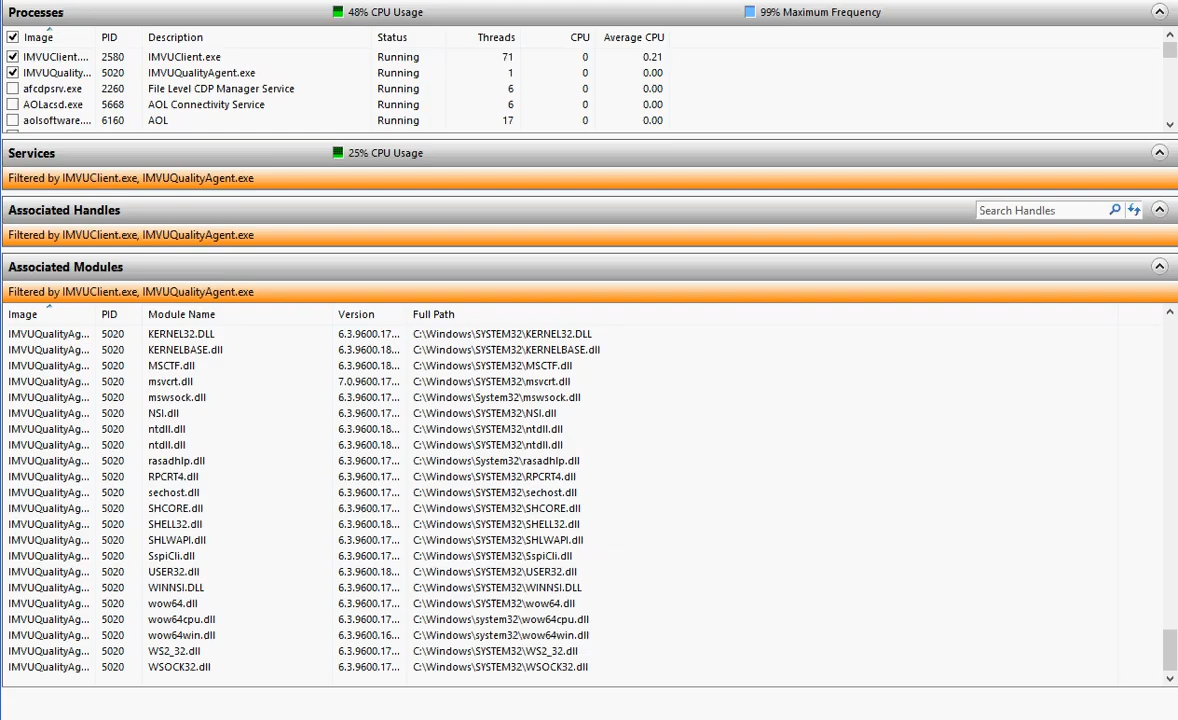 Processes 48% CPU Usage 99% Maximum Frequency
Image PID Description Status Threads CPU Average CPU
IMVUClient.... 2580 IMVUClient.exe Running 71 0 0.21
IMVUQuality... 5020 IMVUQualityAgent.exe Running 1 0 0.00
afcdpsrv.exe 2260 File Level CDP Manager Service Running 6 0 0.00
AOLacsd.exe 5668 AOL Connectivity Service Running 6 0 0.00
aolsoftware.... 6160 AOL Running 17 0 0.00
Services 25% CPU Usage
Filtered by IMVUClient.exe, IMVUQualityAgent.exe
Associated Handles Search Handles
Filtered by IMVUClient.exe, IMVUQualityAgent.exe
Associated Modules
Filtered by IMVUClient.exe, IMVUQualityAgent.exe
Image PID Module Name Version Full Path
IMVUQualityAg... 5020 KERNEL32.DLL 6.3.9600.17... C:\Windows\SYSTEM32\KERNEL32.DLL
IMVUQualityAg... 5020 KERNELBASE.dll 6.3.9600.18... C:\Windows\SYSTEM32\KERNELBASE.dll
IMVUQualityAg... 5020 MSCTF.dll 6.3.9600.18... C:\Windows\SYSTEM32\MSCTF.dll
IMVUQualityAg... 5020 msvcrt.dll 7.0.9600.17... C:\Windows\SYSTEM32\msvcrt.dll
IMVUQualityAg... 5020 mswsock.dll 6.3.9600.18... C:\Windows\System32\mswsock.dll
IMVUQualityAg... 5020 NSI.dll 6.3.9600.17... C:\Windows\SYSTEM32\NSI.dll
IMVUQualityAg... 5020 ntdll.dll 6.3.9600.18... C:\Windows\SYSTEM32\ntdll.dll
IMVUQualityAg... 5020 ntdll.dll 6.3.9600.18... C:\Windows\SYSTEM32\ntdll.dll
IMVUQualityAg... 5020 rasadhlp.dll 6.3.9600.17... C:\Windows\System32\rasadhlp.dll
IMVUQualityAg... 5020 RPCRT4.dll 6.3.9600.17... C:\Windows\SYSTEM32\RPCRT4.dll
IMVUQualityAg... 5020 sechost.dll 6.3.9600.17... C:\Windows\SYSTEM32\sechost.dll
IMVUQualityAg... 5020 SHCORE.dll 6.3.9600.17... C:\Windows\SYSTEM32\SHCORE.dll
IMVUQualityAg... 5020 SHELL32.dll 6.3.9600.18... C:\Windows\SYSTEM32\SHELL32.dll
IMVUQualityAg... 5020 SHLWAPI.dll 6.3.9600.17... C:\Windows\SYSTEM32\SHLWAPI.dll
IMVUQualityAg... 5020 SspiCli.dll 6.3.9600.17... C:\Windows\SYSTEM32\SspiCli.dll
IMVUQualityAg... 5020 USER32.dll 6.3.9600.18... C:\Windows\SYSTEM32\USER32.dll
IMVUQualityAg... 5020 WINNSI.DLL 6.3.9600.17... C:\Windows\SYSTEM32\WINNSI.DLL
IMVUQualityAg... 5020 wow64.dll 6.3.9600.17... C:\Windows\SYSTEM32\wow64.dll
IMVUQualityAg... 5020 wow64cpu.dll 6.3.9600.17... C:\Windows\system32\wow64cpu.dll
IMVUQualityAg... 5020 wow64win.dll 6.3.9600.16... C:\Windows\system32\wow64win.dll
IMVUQualityAg... 5020 WS2_32.dll 6.3.9600.17... C:\Windows\SYSTEM32\WS2_32.dll
IMVUQualityAg... 5020 WSOCK32.dll 6.3.9600.17... C:\Windows\SYSTEM32\WSOCK32.dll